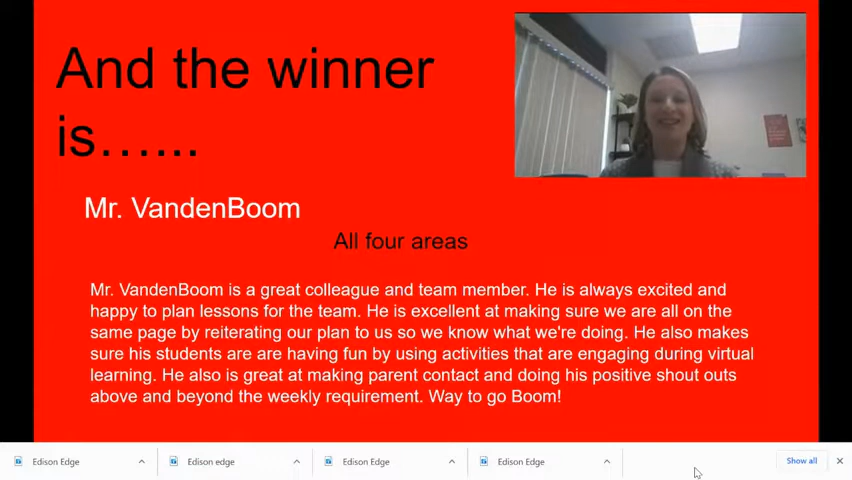 And the winner
is…...
Mr. VandenBoom
All four areas
Mr. VandenBoom is a great colleague and team member. He is always excited and
happy to plan lessons for the team. He is excellent at making sure we are all on the
same page by reiterating our plan to us so we know what we're doing. He also makes
sure his students are are having fun by using activities that are engaging during virtual
learning. He also is great at making parent contact and doing his positive shout outs
above and beyond the weekly requirement. Way to go Boom!
Edison Edge
Edison edge
Edison Edge
Edison Edge
Show all